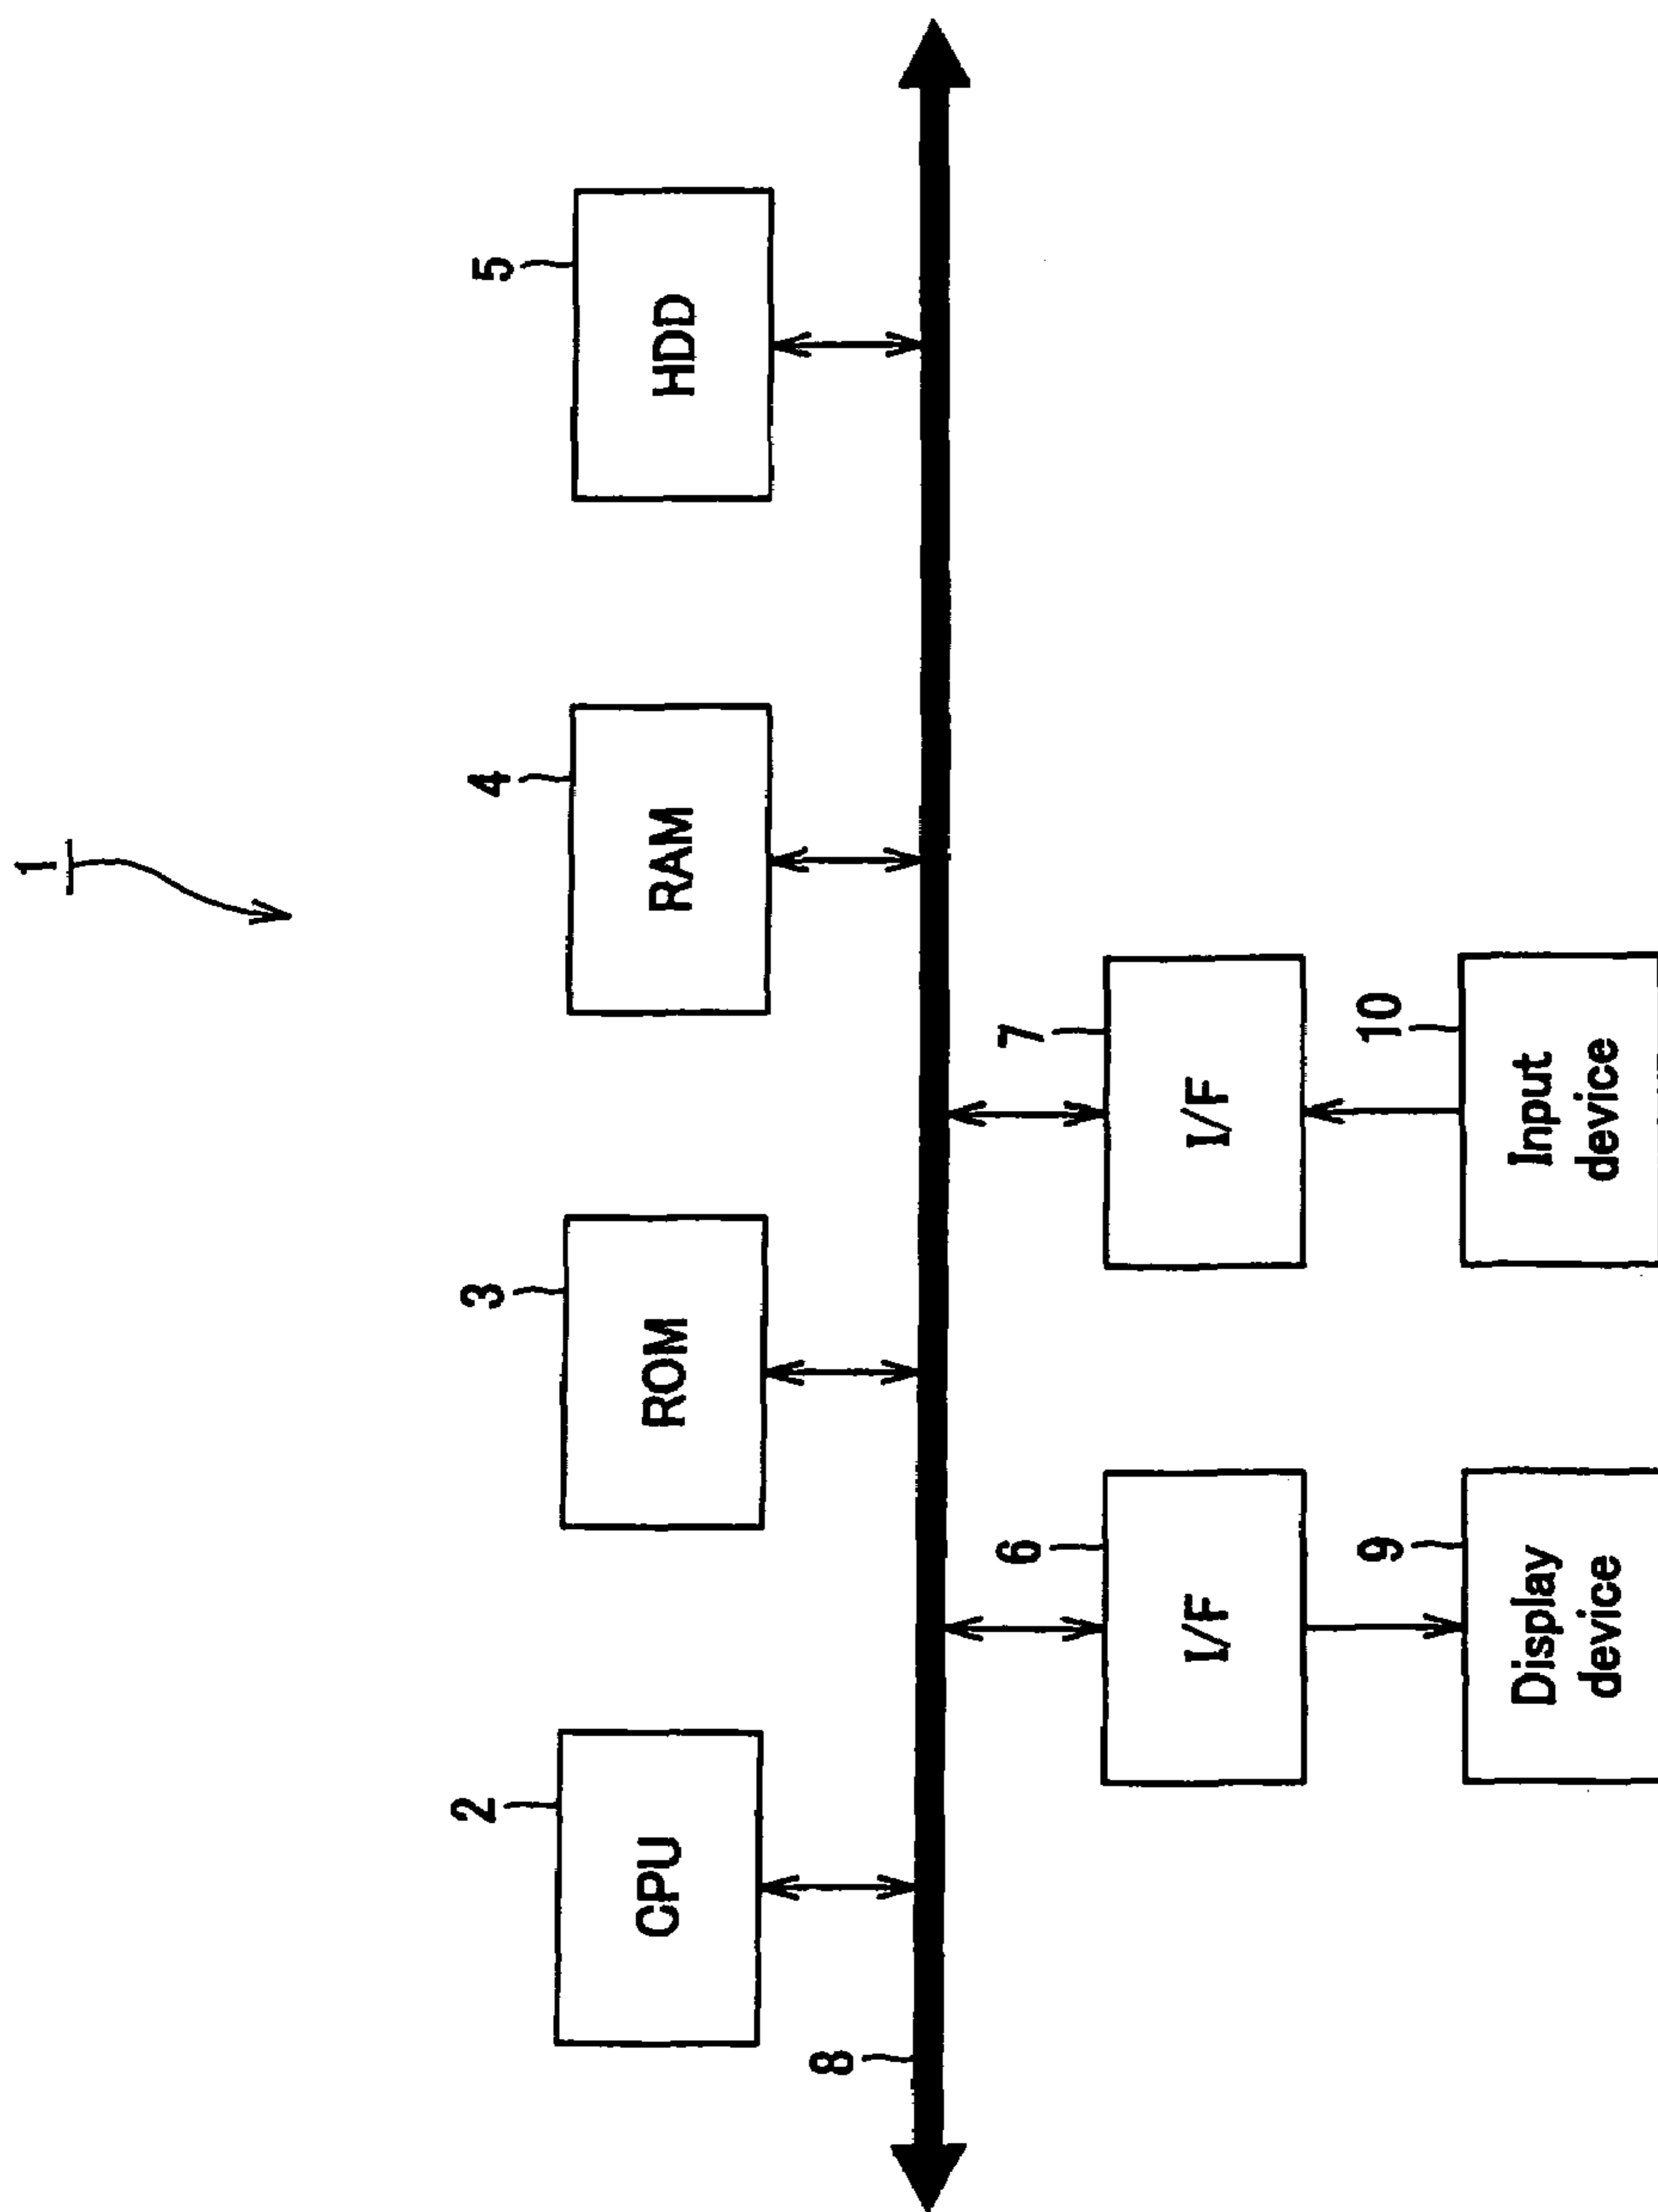 1
2
3
4
5
CPU
ROM
RAM
HDD
8
6
7
I/F
I/F
9
10
Display
device
Input
device